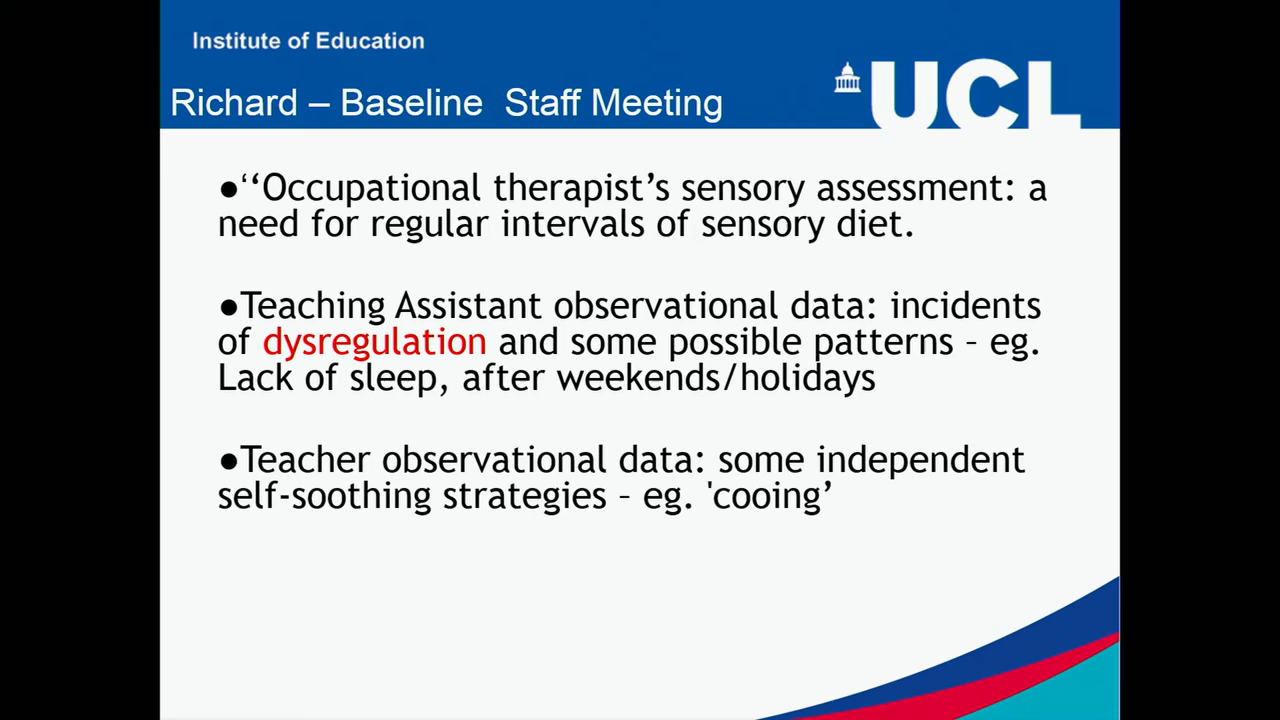 Institute of Education
Richard – Baseline  Staff Meeting
UCL
●‘‘Occupational therapist’s sensory assessment: a
need for regular intervals of sensory diet.
●Teaching Assistant observational data: incidents
of dysregulation and some possible patterns – eg.
Lack of sleep, after weekends/holidays
●Teacher observational data: some independent
self-soothing strategies – eg. 'cooing’